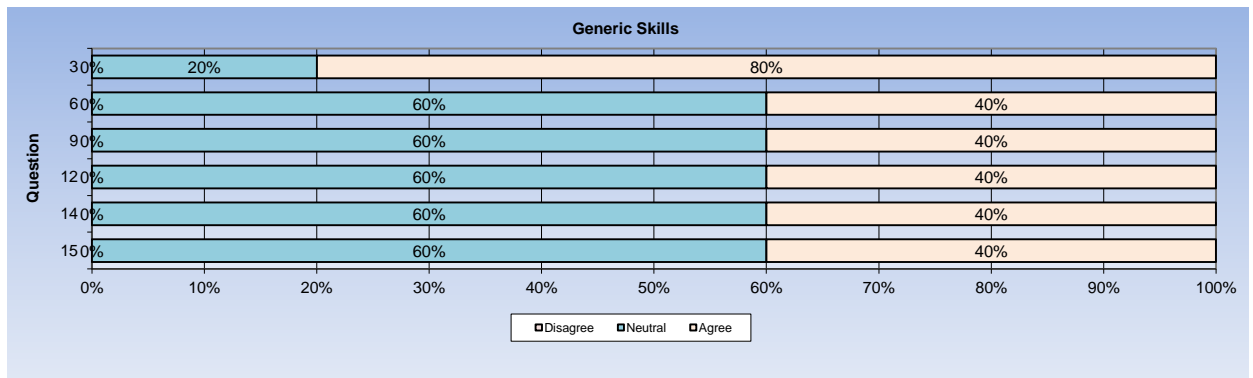 Generic Skills
3 0% 20% 80%
6 0% 60% 40%
9 0% 60% 40%
12 0% 60% 40%
14 0% 60% 40%
15 0% 60% 40%
Question
0% 10% 20% 30% 40% 50% 60% 70% 80% 90% 100%
Disagree Neutral Agree